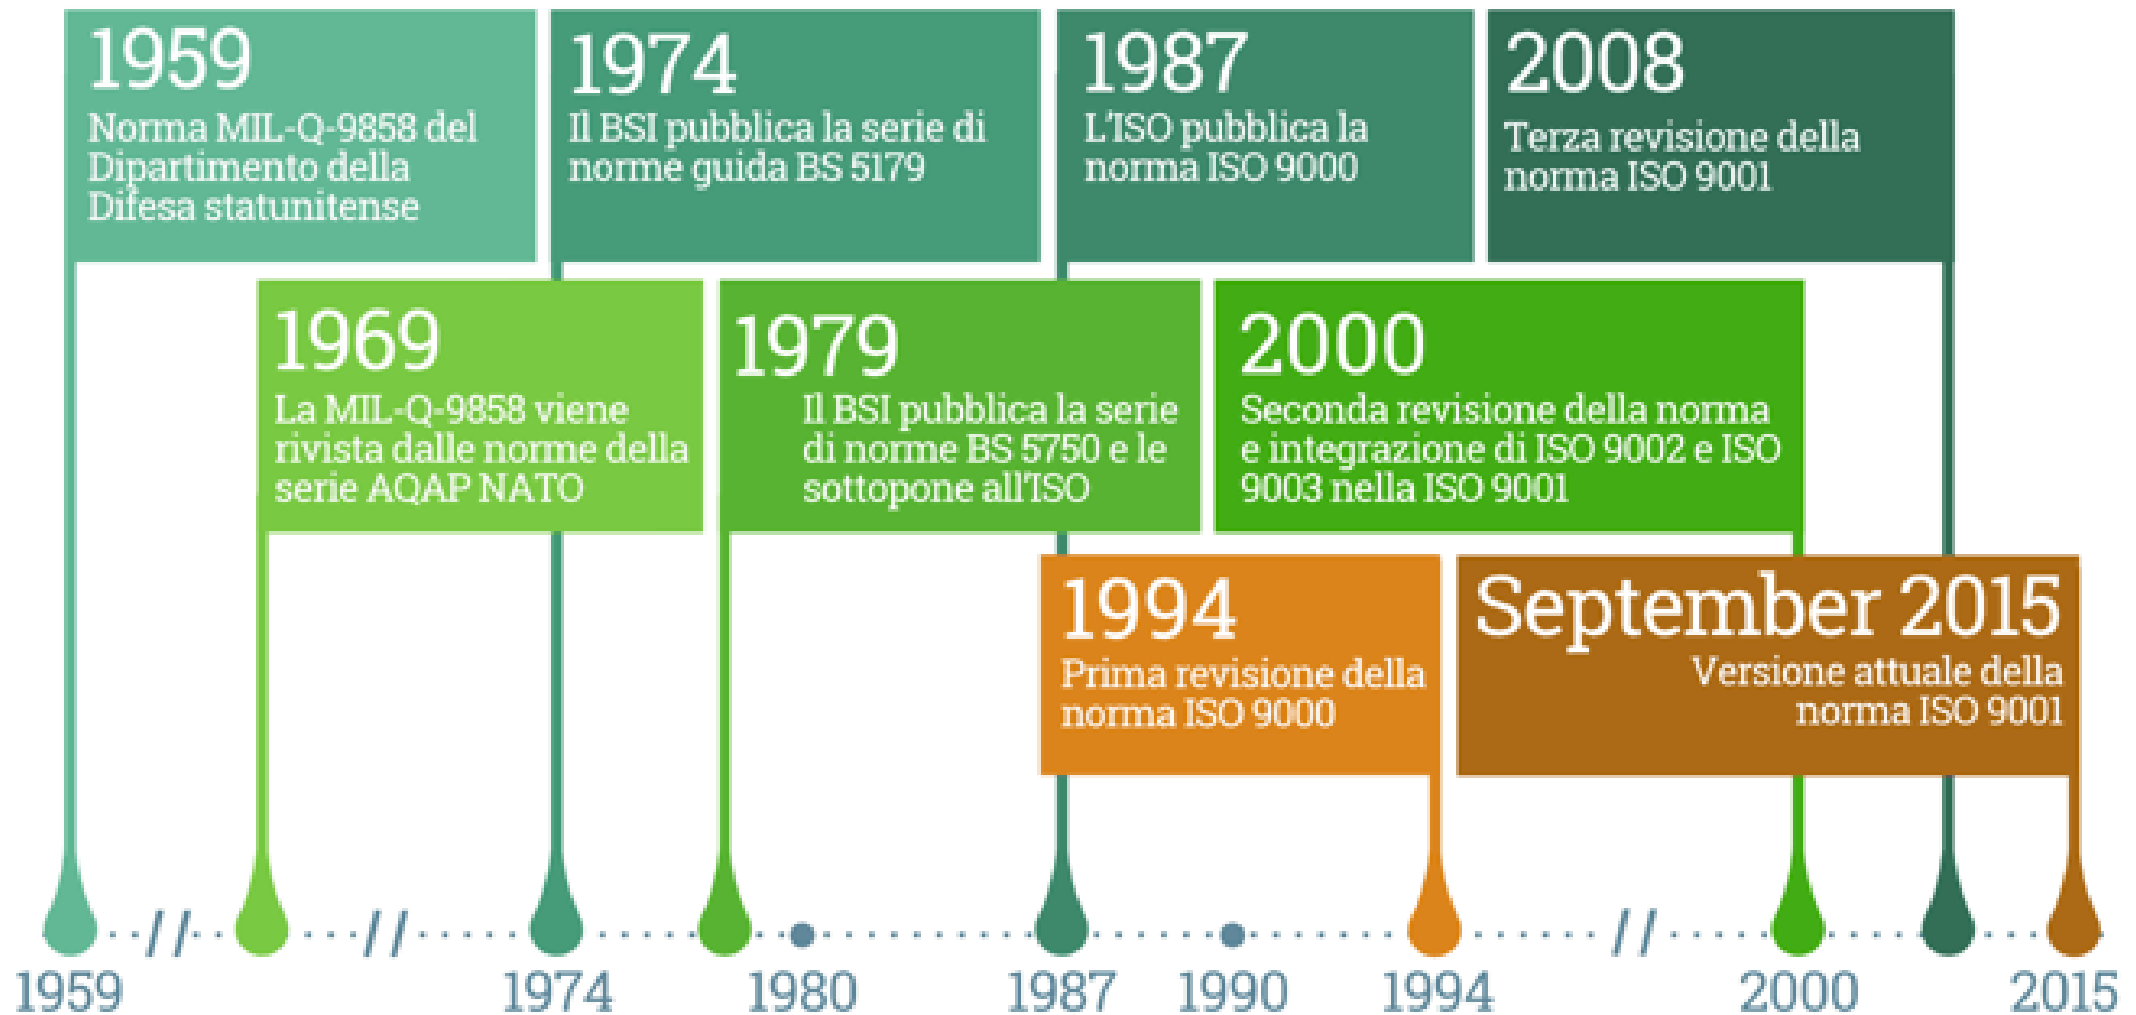 1959
Norma MIL-Q-9858 del
Dipartimento della
Difesa statunitense
1974
Il BSI pubblica la serie di
norme guida BS 5179
1987
L'ISO pubblica la
norma ISO 9000
2008
Terza revisione della
norma ISO 9001
1969
La MIL-Q-9858 viene
rivista dalle norme della
serie AQAP NATO
1979
Il BSI pubblica la serie
di norme BS 5750 e le
sottopone all'ISO
2000
Seconda revisione della norma
e integrazione di ISO 9002 e ISO
9003 nella ISO 9001
1994
Prima revisione della
norma ISO 9000
September 2015
Versione attuale della
norma ISO 9001
1959
1974
1980
1987
1990
1994
2000
2015